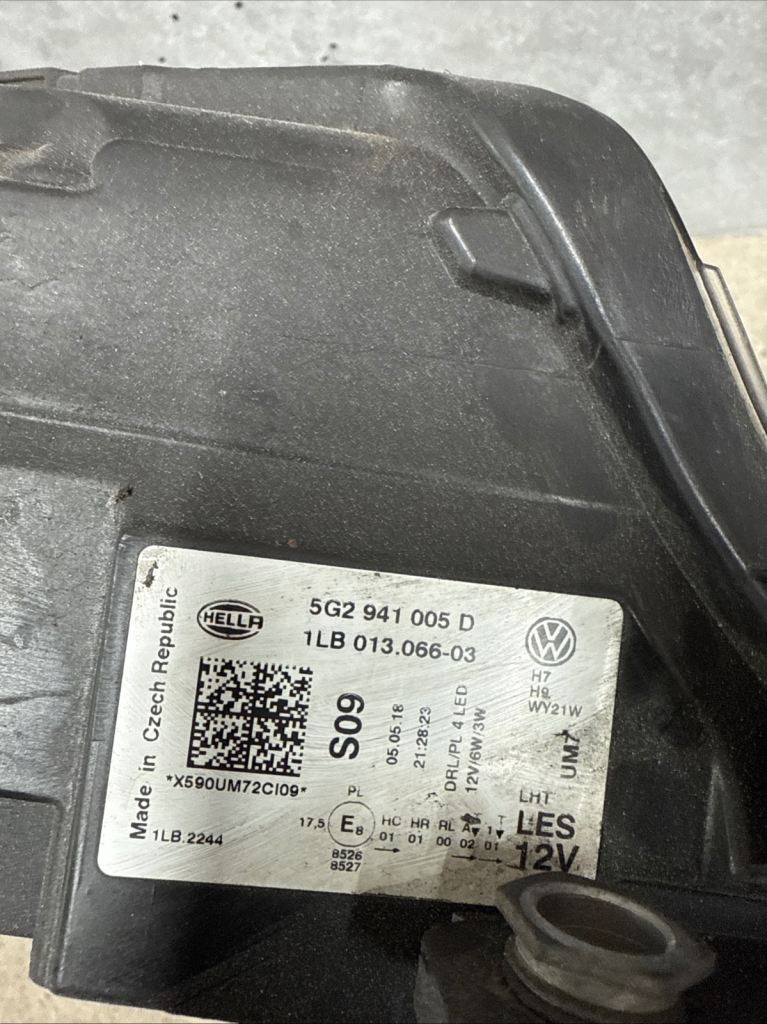 Made in Czech Republic
HELLA
5G2 941 005 D
1LB 013.066-03
*X590UM72CI09*
1LB.2244
S09
05.05.18
21:28:23
DRL/PL 4 LED
12V/6W/3W
H7
H9
WY21W
LHT
LES
12V
PL
17,5
E8
8526
8527
HC HR RL
01 01 00 02 01